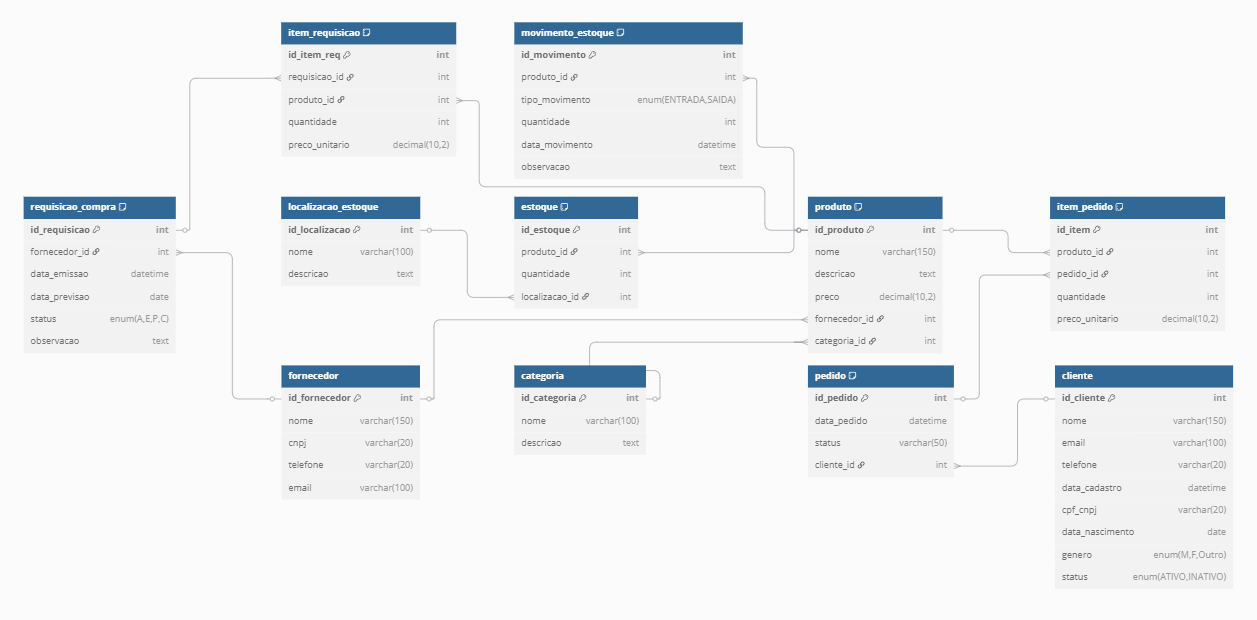 item_requisicao
id_item_req int
requisicao_id int
produto_id int
quantidade int
preco_unitario decimal(10,2)
movimento_estoque
id_movimento int
produto_id int
tipo_movimento enum(ENTRADA,SAIDA)
quantidade int
data_movimento datetime
observacao text
requisicao_compra
id_requisicao int
fornecedor_id int
data_emissao datetime
data_previsao date
status enum(A,E,P,C)
observacao text
localizacao_estoque
id_localizacao int
nome varchar(100)
descricao text
estoque
id_estoque int
produto_id int
quantidade int
localizacao_id int
produto
id_produto int
nome varchar(150)
descricao text
preco decimal(10,2)
fornecedor_id int
categoria_id int
item_pedido
id_item int
produto_id int
pedido_id int
quantidade int
preco_unitario decimal(10,2)
fornecedor
id_fornecedor int
nome varchar(150)
cnpj varchar(20)
telefone varchar(20)
email varchar(100)
categoria
id_categoria int
nome varchar(100)
descricao text
pedido
id_pedido int
data_pedido datetime
status varchar(50)
cliente_id int
cliente
id_cliente int
nome varchar(150)
email varchar(100)
telefone varchar(20)
data_cadastro datetime
cpf_cnpj varchar(20)
data_nascimento date
genero enum(M,F,Outro)
status enum(ATIVO,INATIVO)